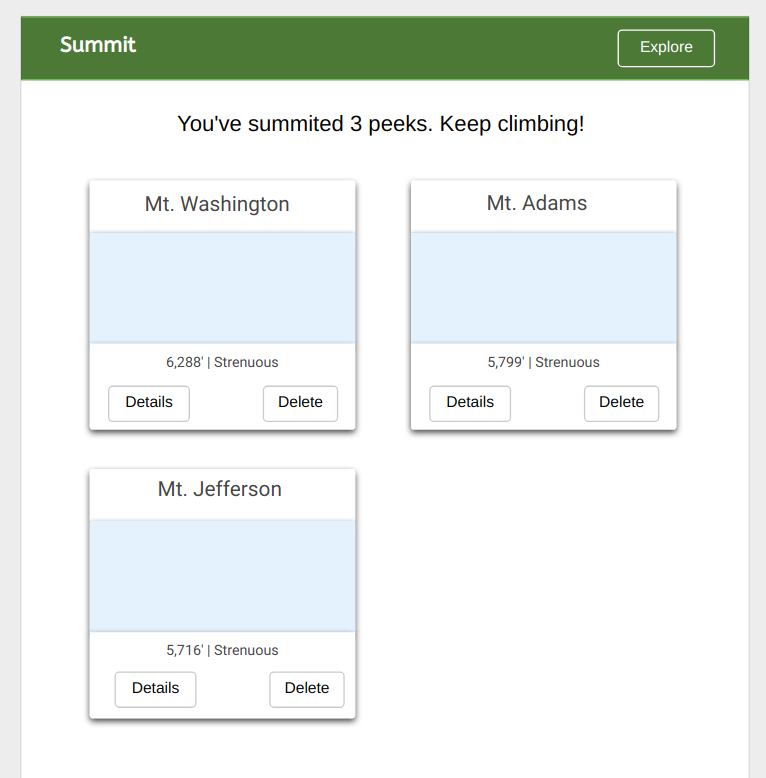 Summit
Explore
You've summited 3 peeks. Keep climbing!
Mt. Washington
6,288' | Strenuous
Details
Delete
Mt. Adams
5,799' | Strenuous
Details
Delete
Mt. Jefferson
5,716' | Strenuous
Details
Delete